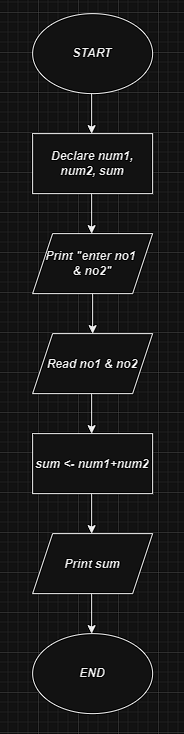 START
Declare num1,
num2, sum
Print "enter no1
& no2"
Read no1 & no2
sum <- num1+num2
Print sum
END